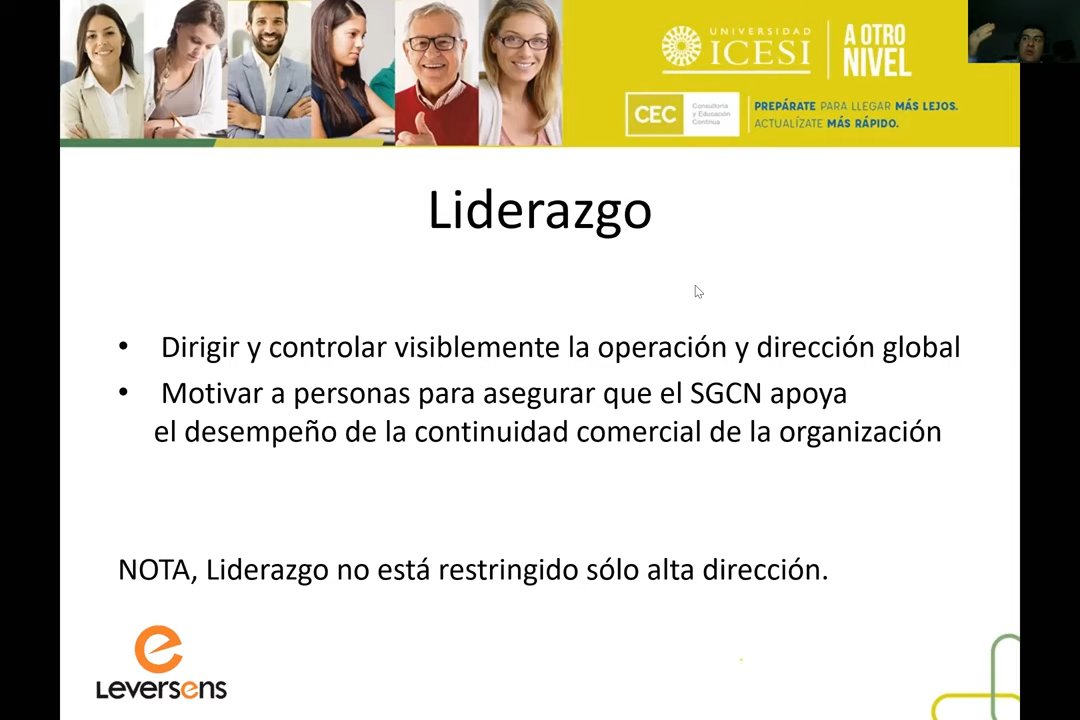 UNIVERSIDAD
ICESI
A OTRO
NIVEL
CEC
Consultoría
y Educación
Continua
PREPÁRATE PARA LLEGAR MÁS LEJOS.
ACTUALÍZATE MÁS RÁPIDO.
Liderazgo
• Dirigir y controlar visiblemente la operación y dirección global
• Motivar a personas para asegurar que el SGCN apoya
el desempeño de la continuidad comercial de la organización
NOTA, Liderazgo no está restringido sólo alta dirección.
e
Leversens